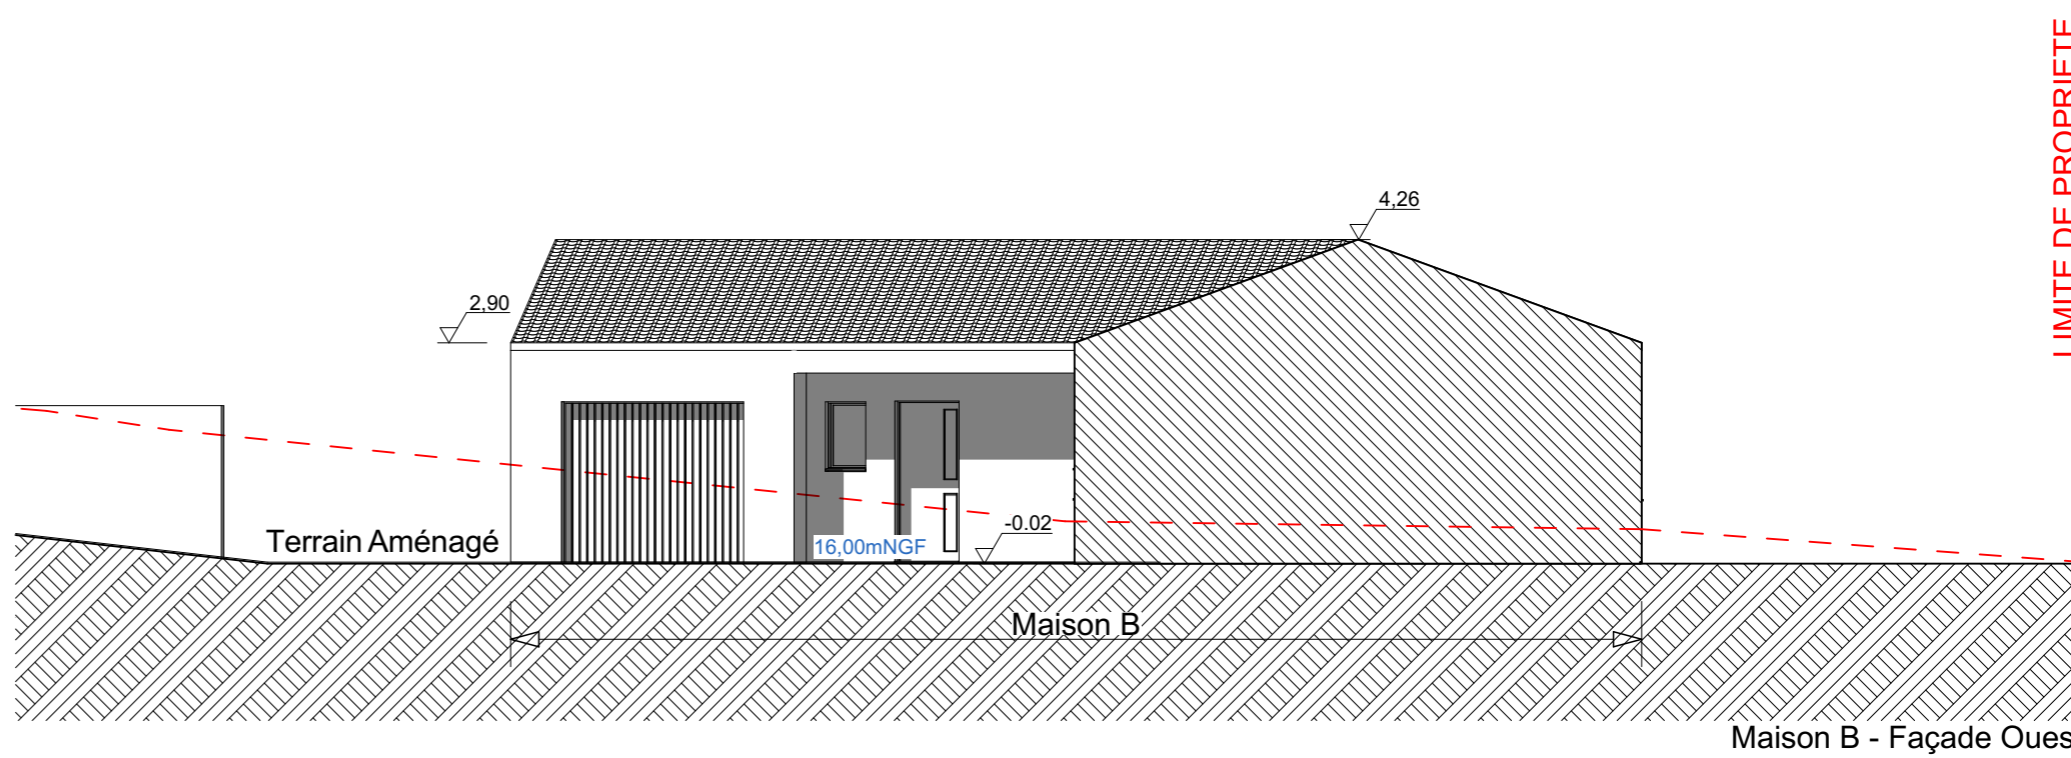 LIMITE DE PROPRIETE
4,26
2,90
Terrain Aménagé
-0.02
16,00mNGF
Maison B
Maison B - Façade Oues